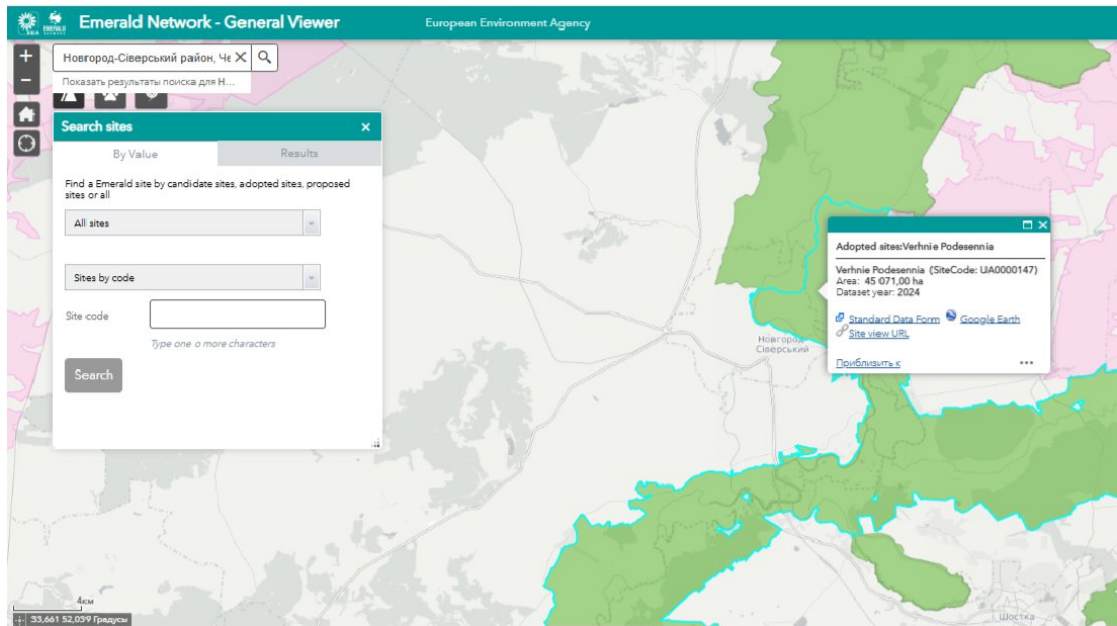 Emerald Network - General Viewer
European Environment Agency
Новгород-Сіверський район, Че
Показать результаты поиска для Н...
Search sites
By Value
Results
Find a Emerald site by candidate sites, adopted sites, proposed
sites or all
All sites
Sites by code
Site code
Type one o more characters
Search
Adopted sites:Verhnie Podesennia
Verhnie Podesennia (SiteCode: UA0000147)
Area: 45 071,00 ha
Dataset year: 2024
Standard Data Form
Google Earth
Site view URL
Приблизить к
Новгород-
Сіверський
Шостка
4км
33,661 52,039 Градусы